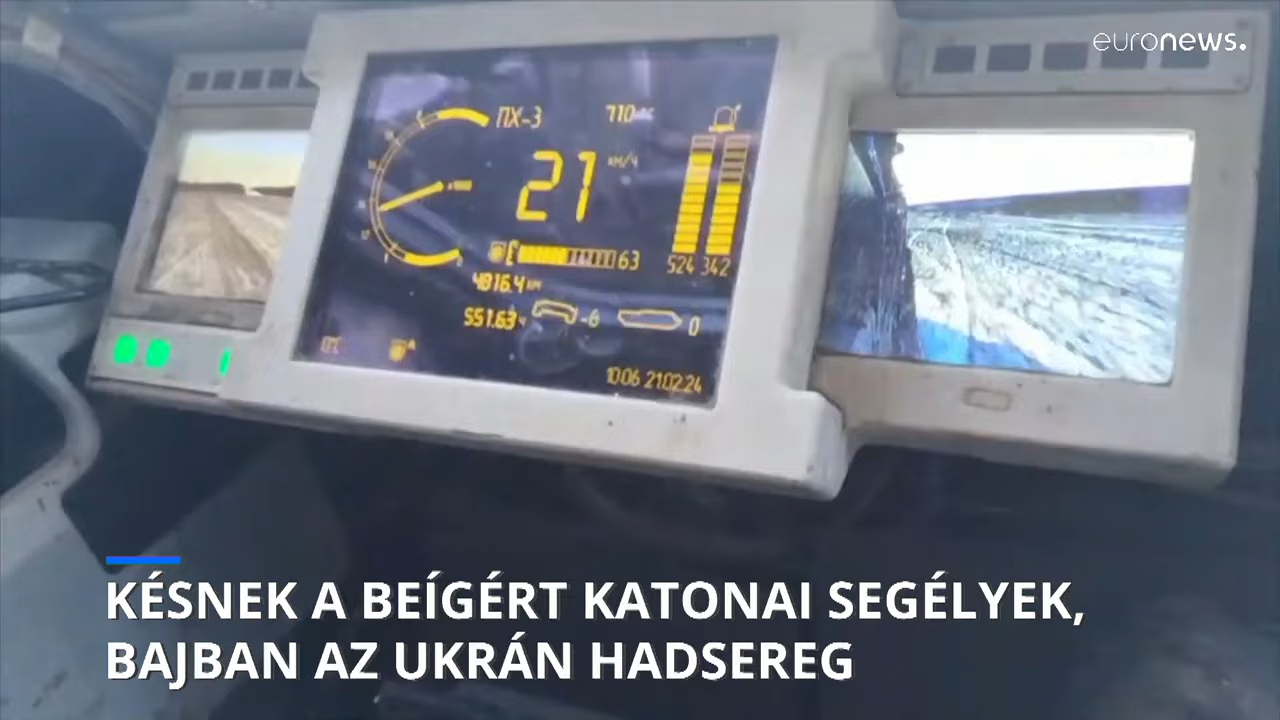 euronews.
ПХ-3
710
21 км/ч
63
524 342
4816.4 км
551.63 ч
-6
0
10:06 21.02.24
KÉSNEK A BEÍGÉRT KATONAI SEGÉLYEK,
BAJBAN AZ UKRÁN HADSEREG